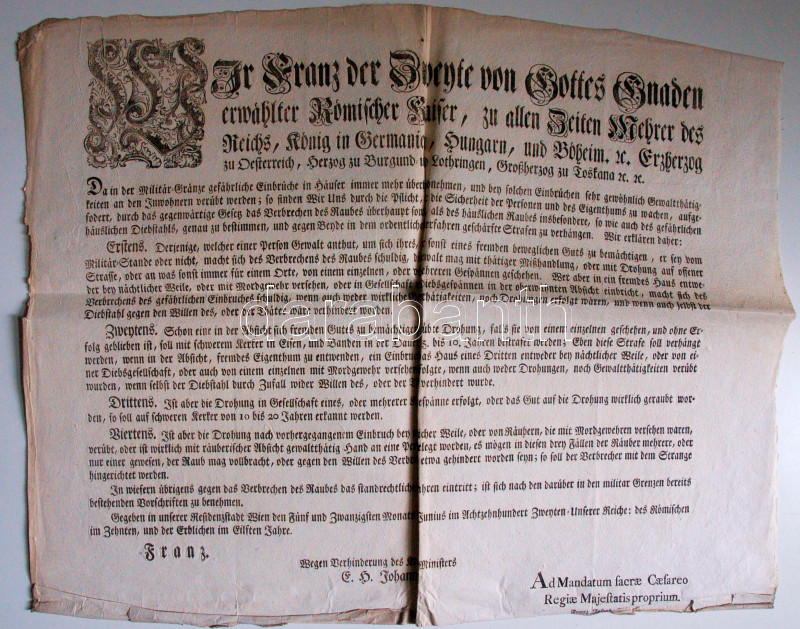 Wir Franz der Zweyte von Gottes Gnaden
erwählter Römischer Kaiser, zu allen Zeiten Mehrer des
Reichs, König in Germanien, Hungarn, und Böheim. ꝛc. Erzherzog
zu Oesterreich, Herzog zu Burgund und Lothringen, Großherzog zu Toskana ꝛc. ꝛc.
Da in der Militär-Gränze gefährliche Einbrüche in Häuser immer mehr überhandnehmen, und bey solchen Einbrüchen sehr gewöhnlich Gewaltthätig-
keiten an den Inwohnern verübt werden; so finden Wir Uns durch die Pflicht, die Sicherheit der Personen und des Eigenthums zu wachen, aufge-
fodert, durch das gegenwärtige Gesetz das Verbrechen des Raubes überhaupt als des häuslichen Raubes insbesondere, so wie auch des gefährlichen
häuslichen Diebstahls, genau zu bestimmen, und gegen Beyde in dem ordentlichen geschärfte Strafen zu verhängen. Wir erklären daher:
Erstens. Derjenige, welcher einer Person Gewalt anthut, um sich ihres, sonst eines fremden beweglichen Guts zu bemächtigen, er sey vom
Militär-Stande oder nicht, macht sich des Verbrechens des Raubes schuldig, mag mit thätiger Mißhandlung, oder mit Drohung auf offener
Strasse, oder an was sonst immer für einem Orte, von einem einzelnen, oder mehreren Gespännen geschehen. Wer aber in ein fremdes Haus entwe-
der bey nächtlicher Weile, oder mit Mordgewehr versehen, oder in Gesellschaft Diebsgespännen in der Absicht einbricht, macht sich des
Verbrechens des gefährlichen Einbruches schuldig, wenn auch weder wirkliche noch Drohungen erfolgt wären, und wenn auch selbst der
Diebstahl gegen den Willen des, oder der Thäter wäre verhindert worden.
Zweytens. Schon eine in der Absicht sich fremden Gutes zu bemächtigen verübte Drohung, falls sie von einem einzelnen geschehen, und ohne Er-
folg geblieben ist, soll mit schwerem Kerker in Eisen, und Banden in der Dauer bis 10. Jahren bestrafet werden; Eben diese Strafe soll verhängt
werden, wenn in der Absicht, fremdes Eigenthum zu entwenden, ein Einbruch Haus eines Dritten entweder bey nächtlicher Weile, oder von ei-
ner Diebsgesellschaft, oder auch von einem einzelnen mit Mordgewehr versehen, wenn auch weder Drohungen, noch Gewaltthätigkeiten verübt
wurden, wenn selbst der Diebstahl durch Zufall wider Willen des, oder der verhindert wurde.
Drittens. Ist aber die Drohung in Gesellschaft eines, oder mehrerer Gespänne erfolgt, oder das Gut auf die Drohung wirklich geraubt wor-
den, so soll auf schweren Kerker von 10 bis 20 Jahren erkannt werden.
Viertens. Ist aber die Drohung nach vorhergegangenem Einbruch bey Weile, oder von Räubern, die mit Mordgewehren versehen waren,
verübt, oder ist wirklich mit räuberischer Absicht gewaltthätig Hand an eine gelegt worden, es mögen in diesen drey Fällen der Räuber mehrere, oder
nur einer gewesen, der Raub mag vollbracht, oder gegen den Willen des etwa gehindert worden seyn; so soll der Verbrecher mit dem Strange
hingerichtet werden.
In wiefern übrigens gegen das Verbrechen des Raubes das standrechtliche eintritt; ist sich nach den darüber in den militar Grenzen bereits
bestehenden Vorschriften zu benehmen.
Gegeben in unserer Residenzstadt Wien den Fünf und Zwanzigsten Monats Junius im Achtzehnhundert Zweyten. Unserer Reiche: des Römischen
im Zehnten, und der Erblichen im Eilften Jahre.
Franz.
Wegen Verhinderung des Kriegsministers
E. H. Johann
Ad Mandatum sacræ Cæsareo
Regiæ Majestatis proprium.
darabanth